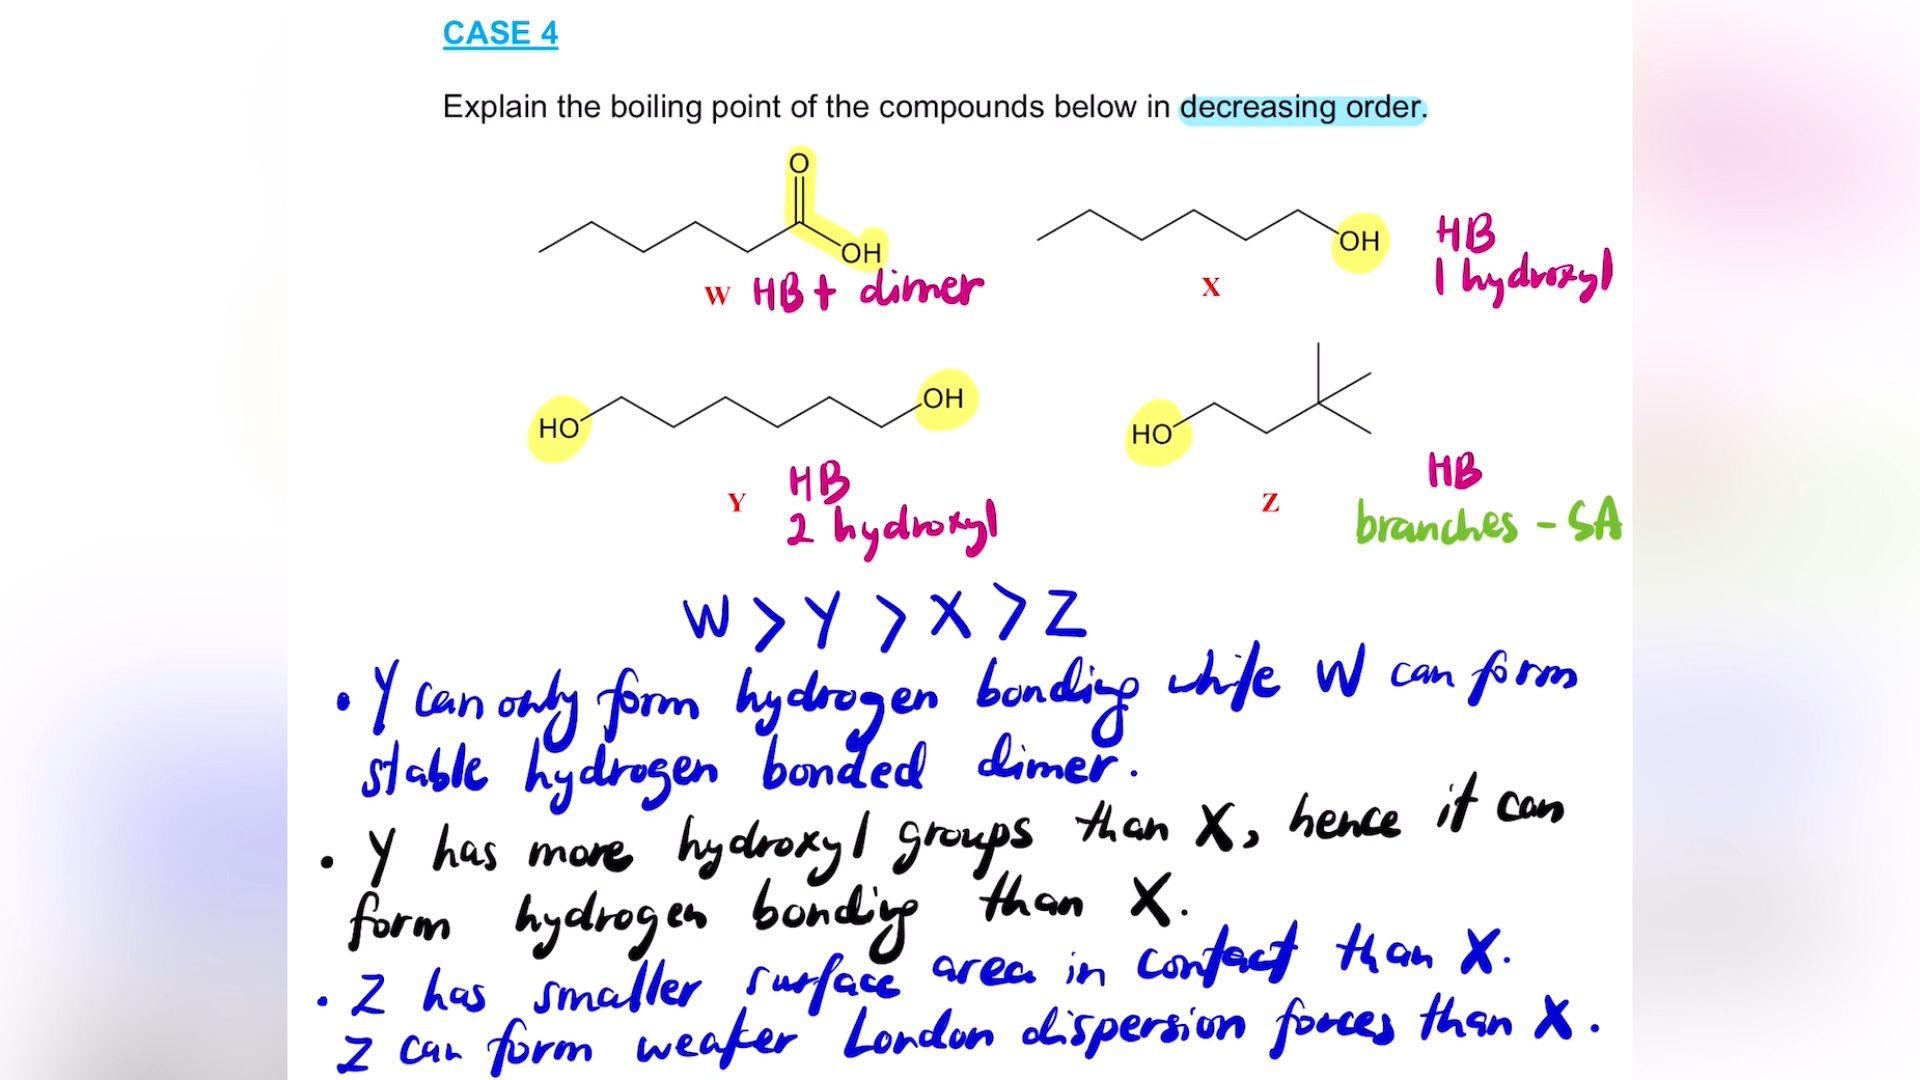 CASE 4
Explain the boiling point of the compounds below in decreasing order.
O
OH
W HB + dimer
OH
X
HB
1 hydroxyl
HO
OH
Y
HB
2 hydroxyl
HO
Z
HB
branches - SA
W > Y > X > Z
• Y can only form hydrogen bonding while W can form
stable hydrogen bonded dimer.
• Y has more hydroxyl groups than X, hence it can
form hydrogen bonding than X.
• Z has smaller surface area in contact than X.
Z can form weaker London dispersion forces than X.